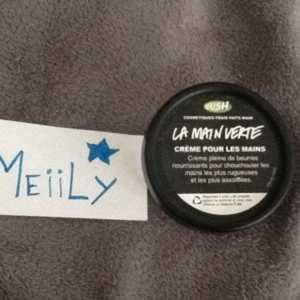 MEiiLY
LUSH
COSMÉTIQUES FRAIS FAITS MAIN
LA MAIN VERTE
CRÈME POUR LES MAINS
Crème pleine de beurres
nourrissants pour chouchouter les
mains les plus rugueuses
et les plus assoiffées.